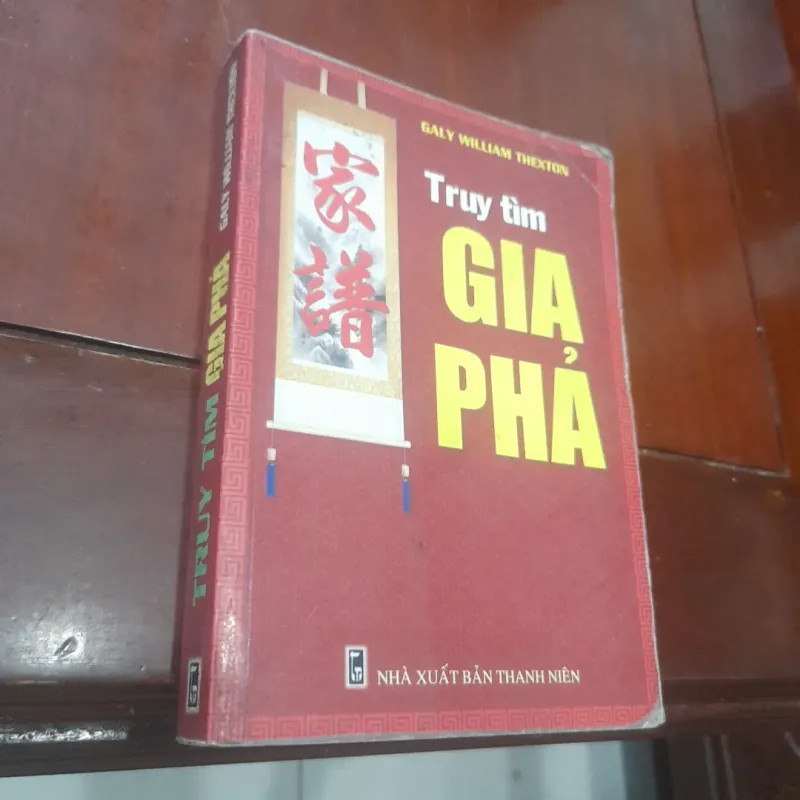 GALY WILLIAM THEXTON
Truy tìm
GIA
PHẢ
家
譜
NHÀ XUẤT BẢN THANH NIÊN
TRUY TÌM GIA PHẢ GALY WILLIAM THEXTON